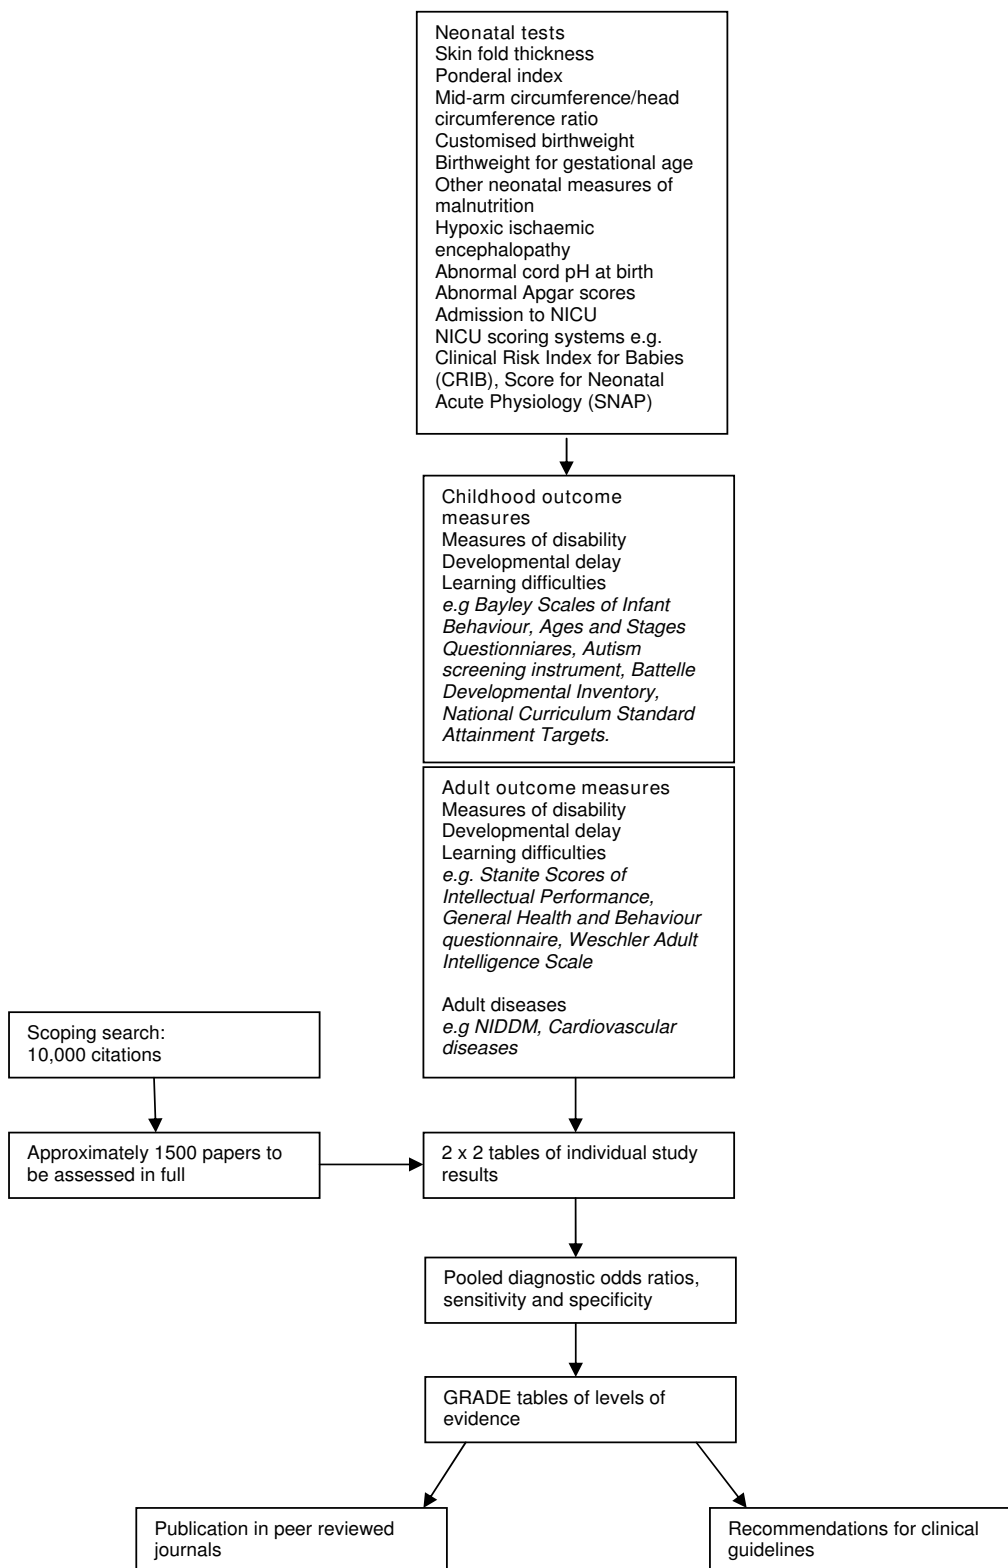 Neonatal tests
Skin fold thickness
Ponderal index
Mid-arm circumference/head
circumference ratio
Customised birthweight
Birthweight for gestational age
Other neonatal measures of
malnutrition
Hypoxic ischaemic
encephalopathy
Abnormal cord pH at birth
Abnormal Apgar scores
Admission to NICU
NICU scoring systems e.g.
Clinical Risk Index for Babies
(CRIB), Score for Neonatal
Acute Physiology (SNAP)
Childhood outcome
measures
Measures of disability
Developmental delay
Learning difficulties
e.g Bayley Scales of Infant
Behaviour, Ages and Stages
Questionniares, Autism
screening instrument, Battelle
Developmental Inventory,
National Curriculum Standard
Attainment Targets.
Adult outcome measures
Measures of disability
Developmental delay
Learning difficulties
e.g. Stanite Scores of
Intellectual Performance,
General Health and Behaviour
questionnaire, Weschler Adult
Intelligence Scale
Adult diseases
e.g NIDDM, Cardiovascular
diseases
Scoping search:
10,000 citations
Approximately 1500 papers to
be assessed in full
2 x 2 tables of individual study
results
Pooled diagnostic odds ratios,
sensitivity and specificity
GRADE tables of levels of
evidence
Publication in peer reviewed
journals
Recommendations for clinical
guidelines